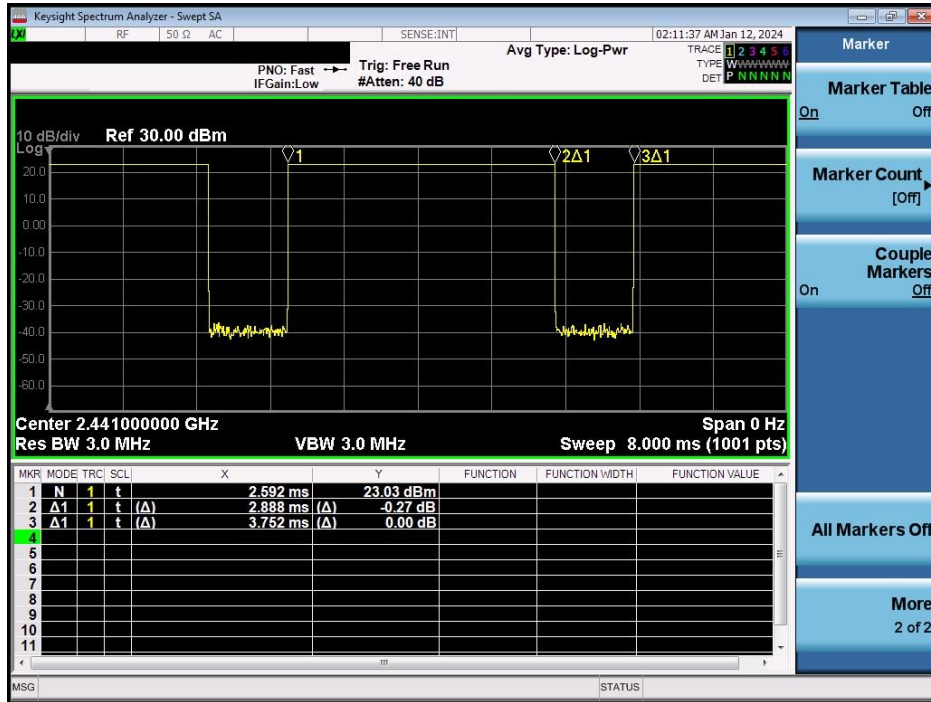 Keysight Spectrum Analyzer - Swept SA
LXI RF 50 Ω AC SENSE:INT 02:11:37 AM Jan 12, 2024
Avg Type: Log-Pwr TRACE 1 2 3 4 5 6
PNO: Fast Trig: Free Run TYPE W
IFGain:Low #Atten: 40 dB DET P N N N N N
10 dB/div Ref 30.00 dBm
Log
1 2Δ1 3Δ1
20.0
10.0
0.00
-10.0
-20.0
-30.0
-40.0
-50.0
-60.0
Center 2.441000000 GHz Span 0 Hz
Res BW 3.0 MHz VBW 3.0 MHz Sweep 8.000 ms (1001 pts)
MKR MODE TRC SCL X Y FUNCTION FUNCTION WIDTH FUNCTION VALUE
1 N 1 t 2.592 ms 23.03 dBm
2 Δ1 1 t (Δ) 2.888 ms (Δ) -0.27 dB
3 Δ1 1 t (Δ) 3.752 ms (Δ) 0.00 dB
4
5
6
7
8
9
10
11
MSG STATUS
Marker
Marker Table
On Off
Marker Count
[Off]
Couple
Markers
On Off
All Markers Off
More
2 of 2